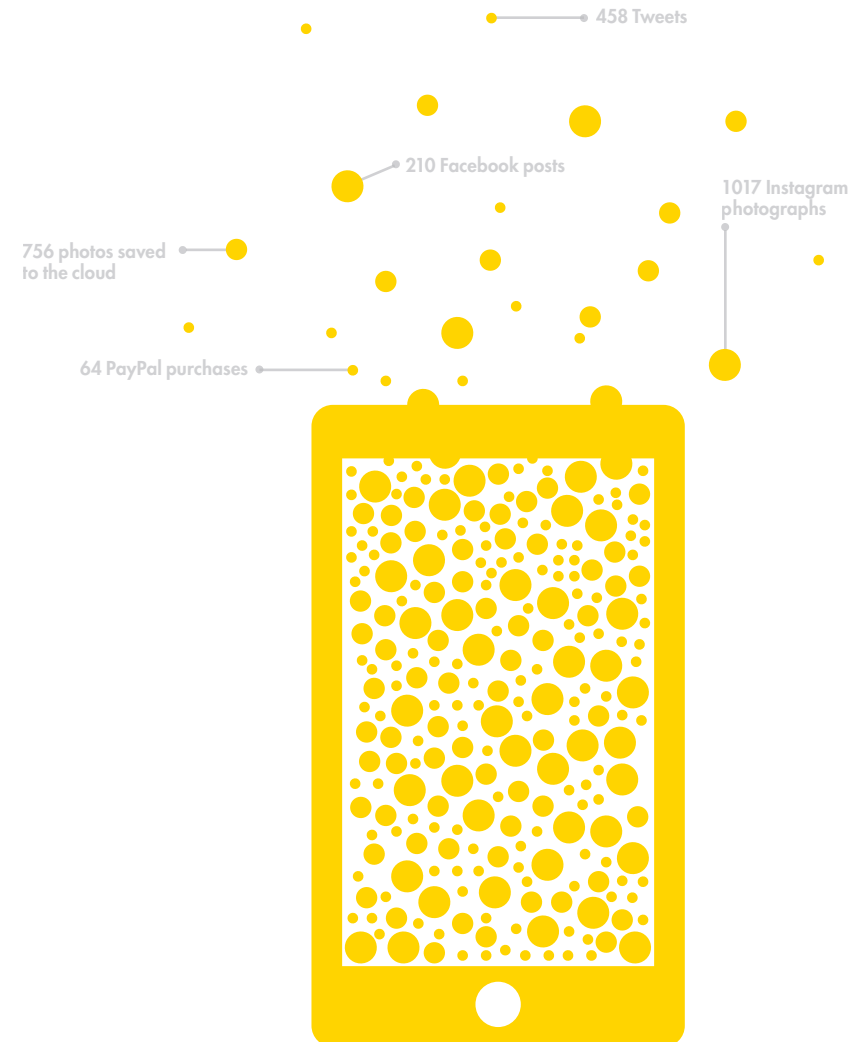 458 Tweets
210 Facebook posts
1017 Instagram
photographs
756 photos saved
to the cloud
64 PayPal purchases